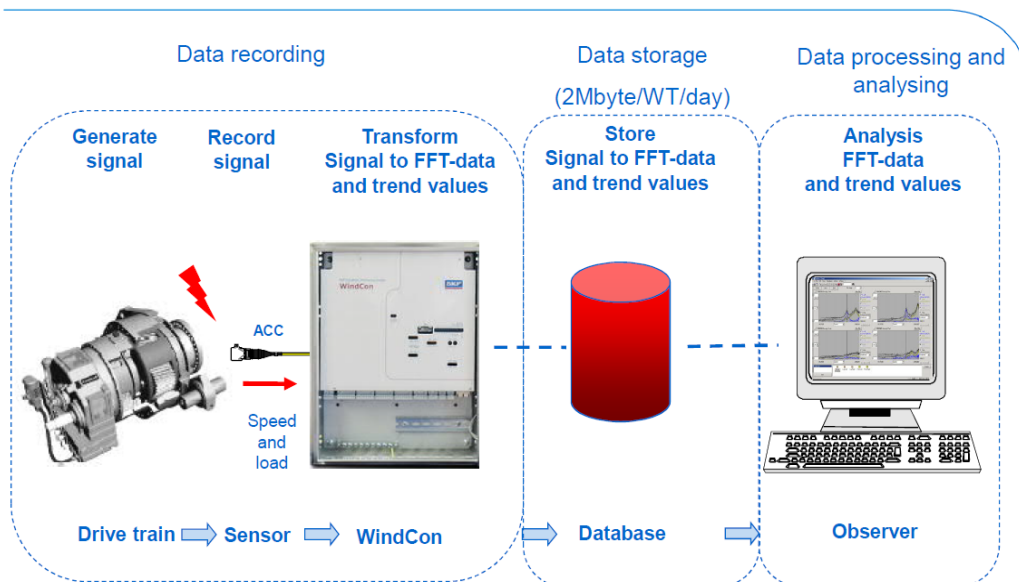 Data recording
Data storage
(2Mbyte/WT/day)
Data processing and
analysing
Generate
signal
Record
signal
Transform
Signal to FFT-data
and trend values
Store
Signal to FFT-data
and trend values
Analysis
FFT-data
and trend values
WindCon
SKF
ACC
Speed
and
load
Drive train
Sensor
WindCon
Database
Observer